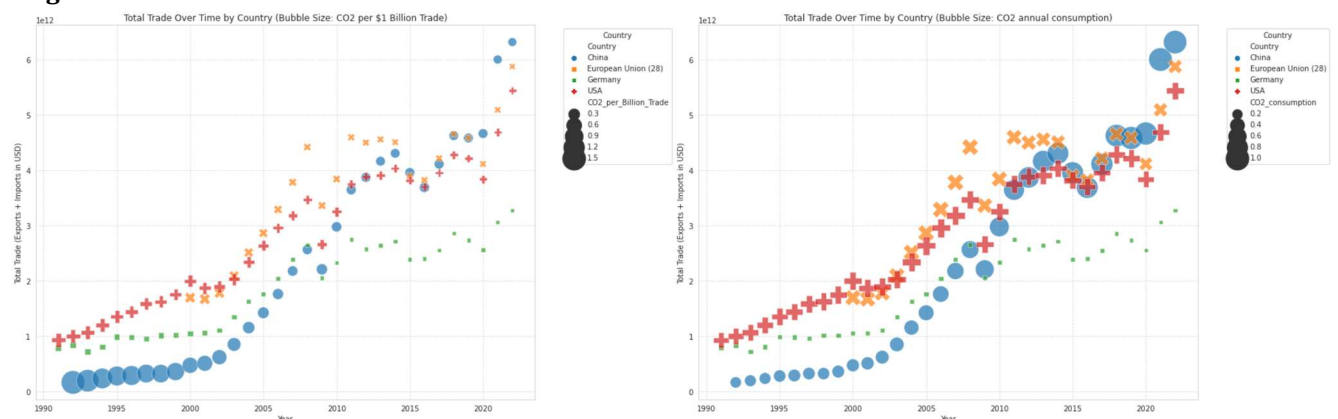 Total Trade Over Time by Country (Bubble Size: CO2 per $1 Billion Trade)
1e12
Total Trade (Exports + Imports in USD)
6
5
4
3
2
1
0
1990
1995
2000
2005
2010
2015
2020
Country
Country
China
European Union (28)
Germany
USA
CO2_per_Billion_Trade
0.3
0.6
0.9
1.2
1.5
Total Trade Over Time by Country (Bubble Size: CO2 annual consumption)
1e12
Total Trade (Exports + Imports in USD)
6
5
4
3
2
1
0
1990
1995
2000
2005
2010
2015
2020
Country
Country
China
European Union (28)
Germany
USA
CO2_consumption
0.2
0.4
0.6
0.8
1.0